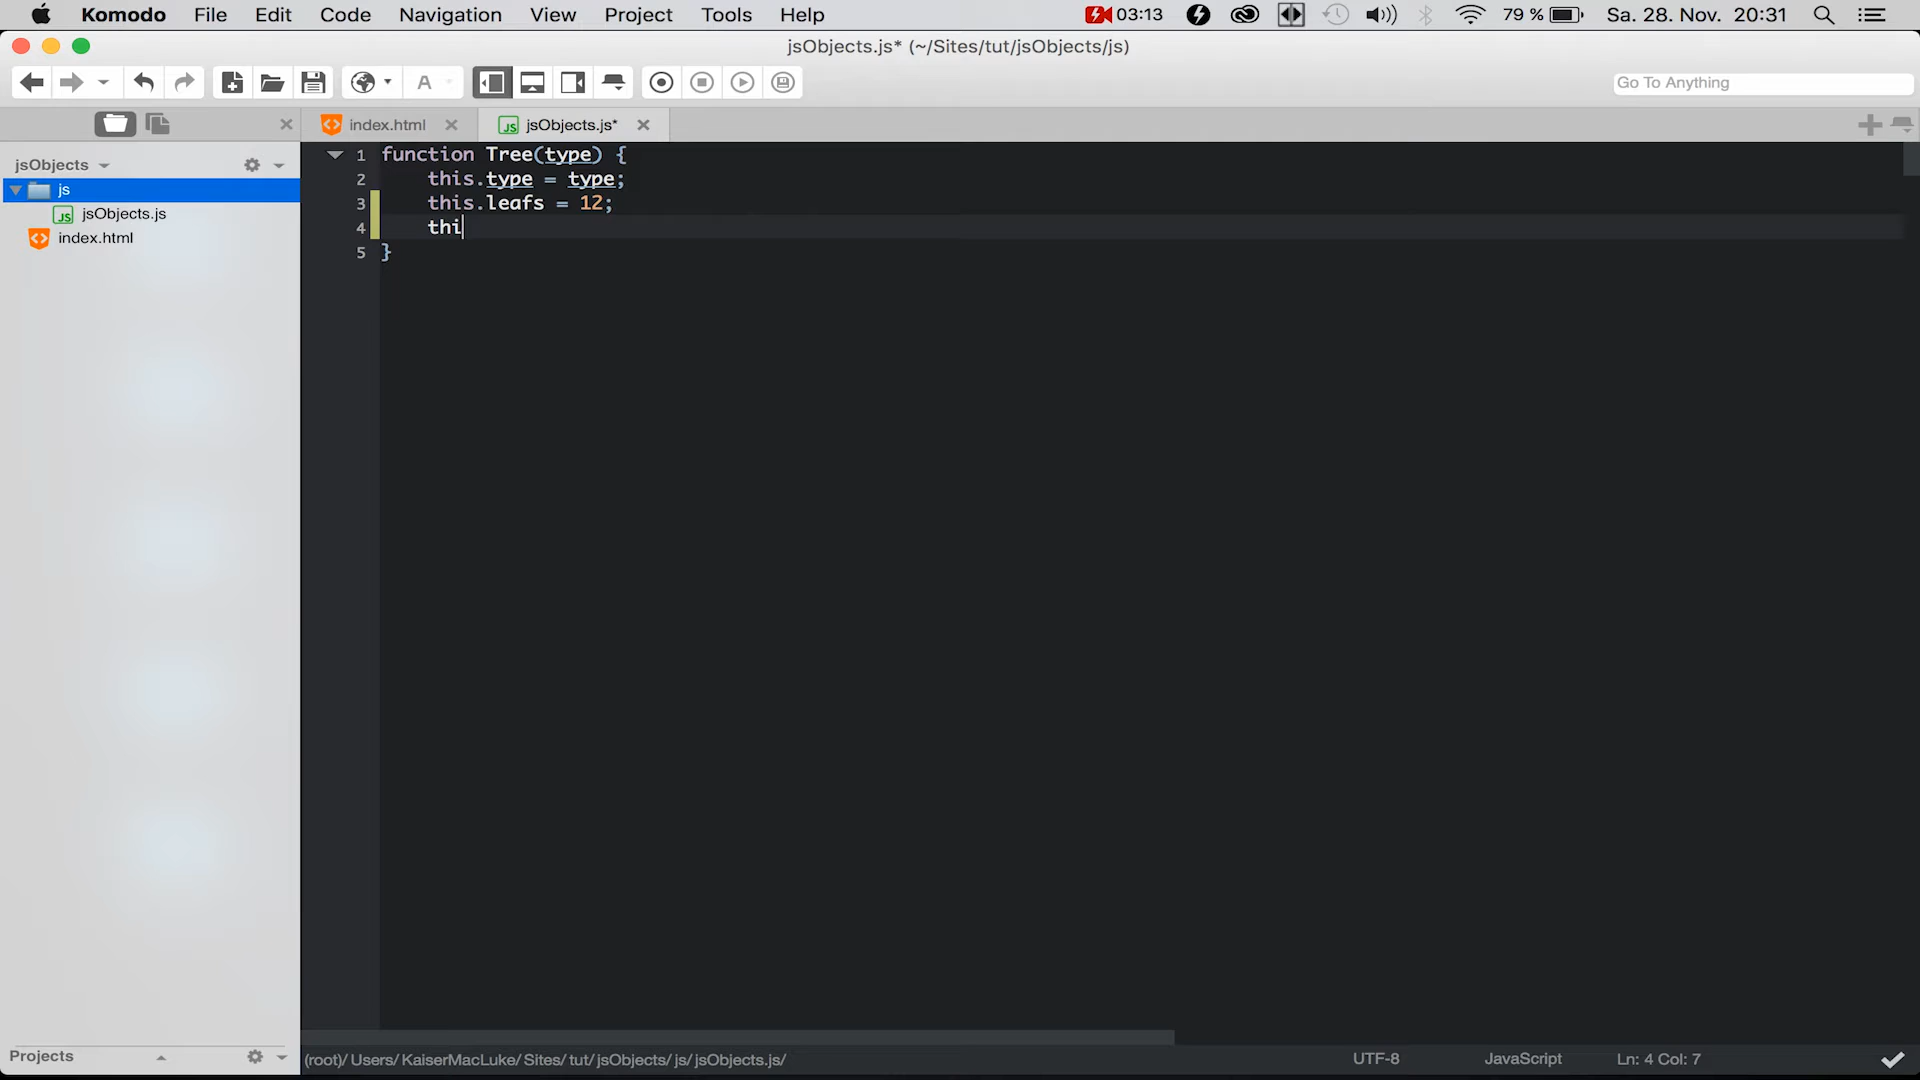 Komodo File Edit Code Navigation View Project Tools Help 03:13 79 % Sa. 28. Nov. 20:31
jsObjects.js* (~/Sites/tut/jsObjects/js)
A Go To Anything
index.html JS jsObjects.js*
jsObjects
js
JS jsObjects.js
index.html
1 function Tree(type) {
2 this.type = type;
3 this.leafs = 12;
4 thi
5 }
Projects
(root)/ Users/ KaiserMacLuke/ Sites/ tut/ jsObjects/ js/ jsObjects.js/ UTF-8 JavaScript Ln: 4 Col: 7